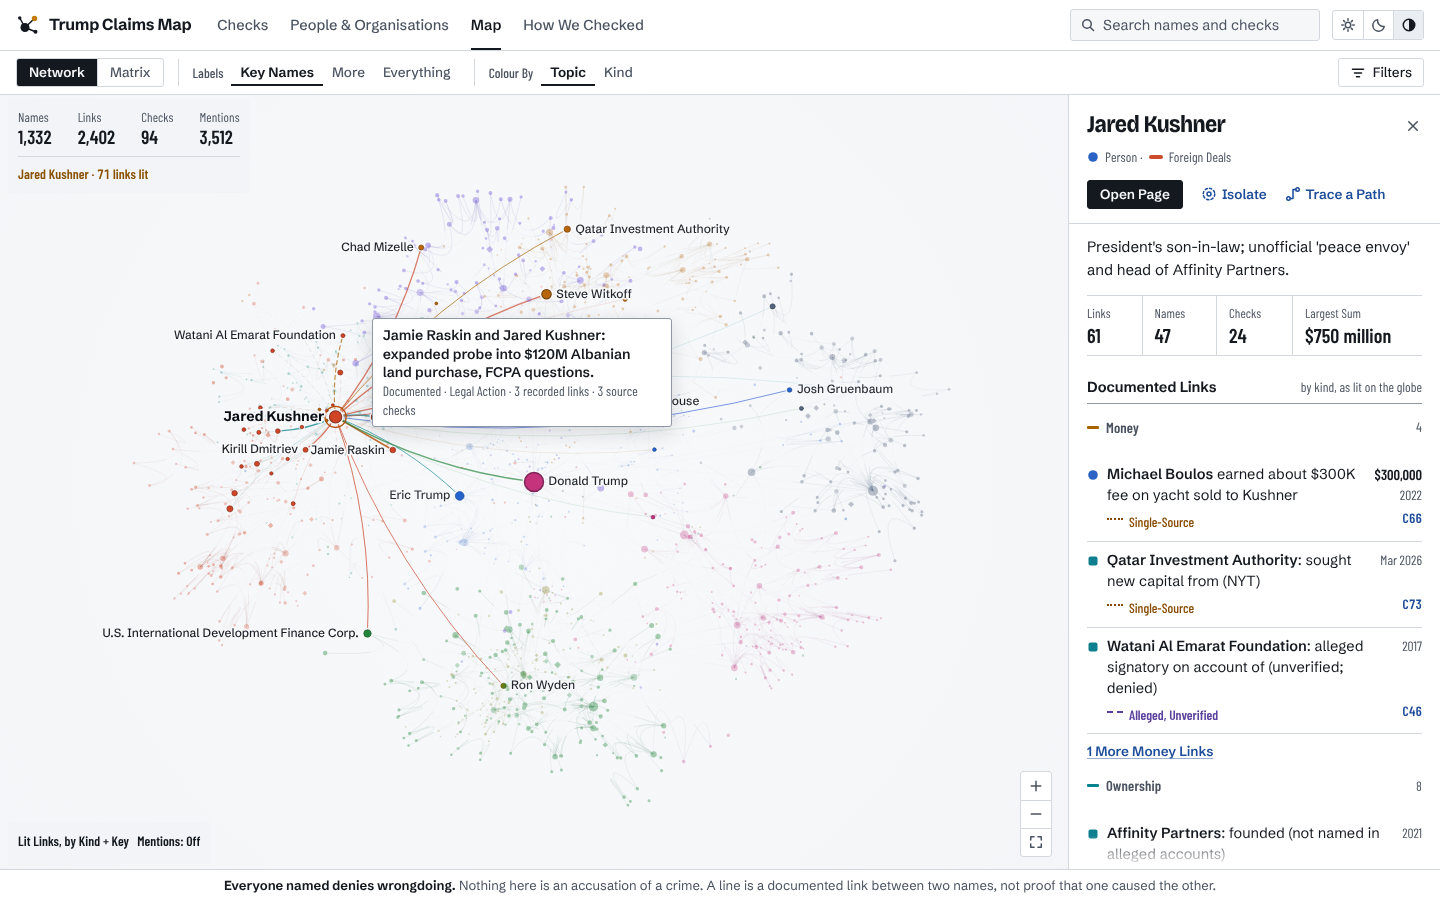 Trump Claims Map
Checks
People & Organisations
Map
How We Checked
Search names and checks
Network
Matrix
Labels
Key Names
More
Everything
Colour By
Topic
Kind
Filters
Names
Links
Checks
Mentions
1,332
2,402
94
3,512
Jared Kushner · 71 links lit
Chad Mizelle
Qatar Investment Authority
Steve Witkoff
Watani Al Emarat Foundation
Jamie Raskin and Jared Kushner:
expanded probe into $120M Albanian
land purchase, FCPA questions.
Documented · Legal Action · 3 recorded links · 3 source
checks
ouse
Josh Gruenbaum
Jared Kushner
Kirill Dmitriev
Jamie Raskin
Eric Trump
Donald Trump
U.S. International Development Finance Corp.
Ron Wyden
Lit Links, by Kind + Key
Mentions: Off
Jared Kushner
Person ·
Foreign Deals
Open Page
Isolate
Trace a Path
President's son-in-law; unofficial 'peace envoy'
and head of Affinity Partners.
Links
Names
Checks
Largest Sum
61
47
24
$750 million
Documented Links
by kind, as lit on the globe
Money
4
Michael Boulos earned about $300K
$300,000
fee on yacht sold to Kushner
2022
Single-Source
C66
Qatar Investment Authority: sought
Mar 2026
new capital from (NYT)
Single-Source
C73
Watani Al Emarat Foundation: alleged
2017
signatory on account of (unverified;
denied)
Alleged, Unverified
C46
1 More Money Links
Ownership
8
Affinity Partners: founded (not named in
2021
alleged accounts)
Everyone named denies wrongdoing. Nothing here is an accusation of a crime. A line is a documented link between two names, not proof that one caused the other.